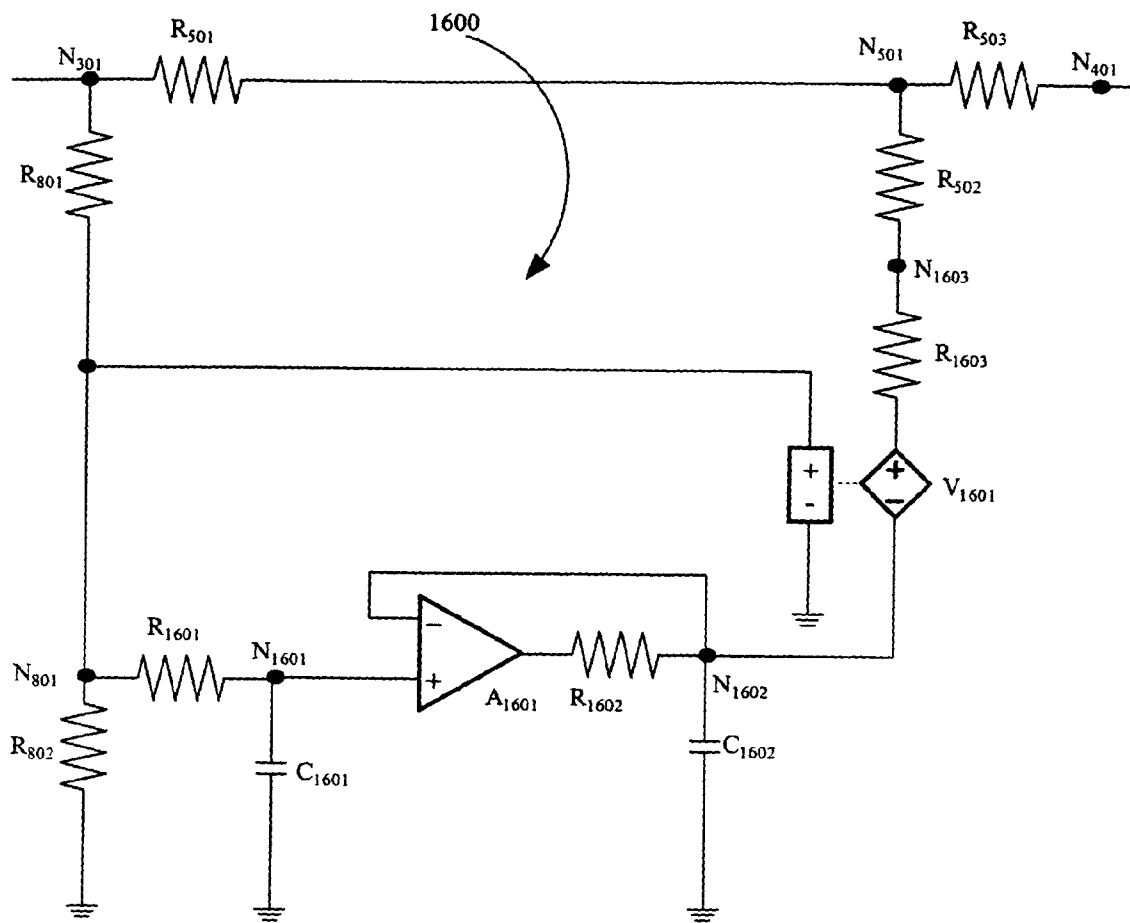 1600
R501
R503
N301
N501
N401
R801
R502
N1603
R1603
+
+
-
−
V1601
R1601
N1601
−
N801
+
A1601
R1602
N1602
R802
C1601
C1602